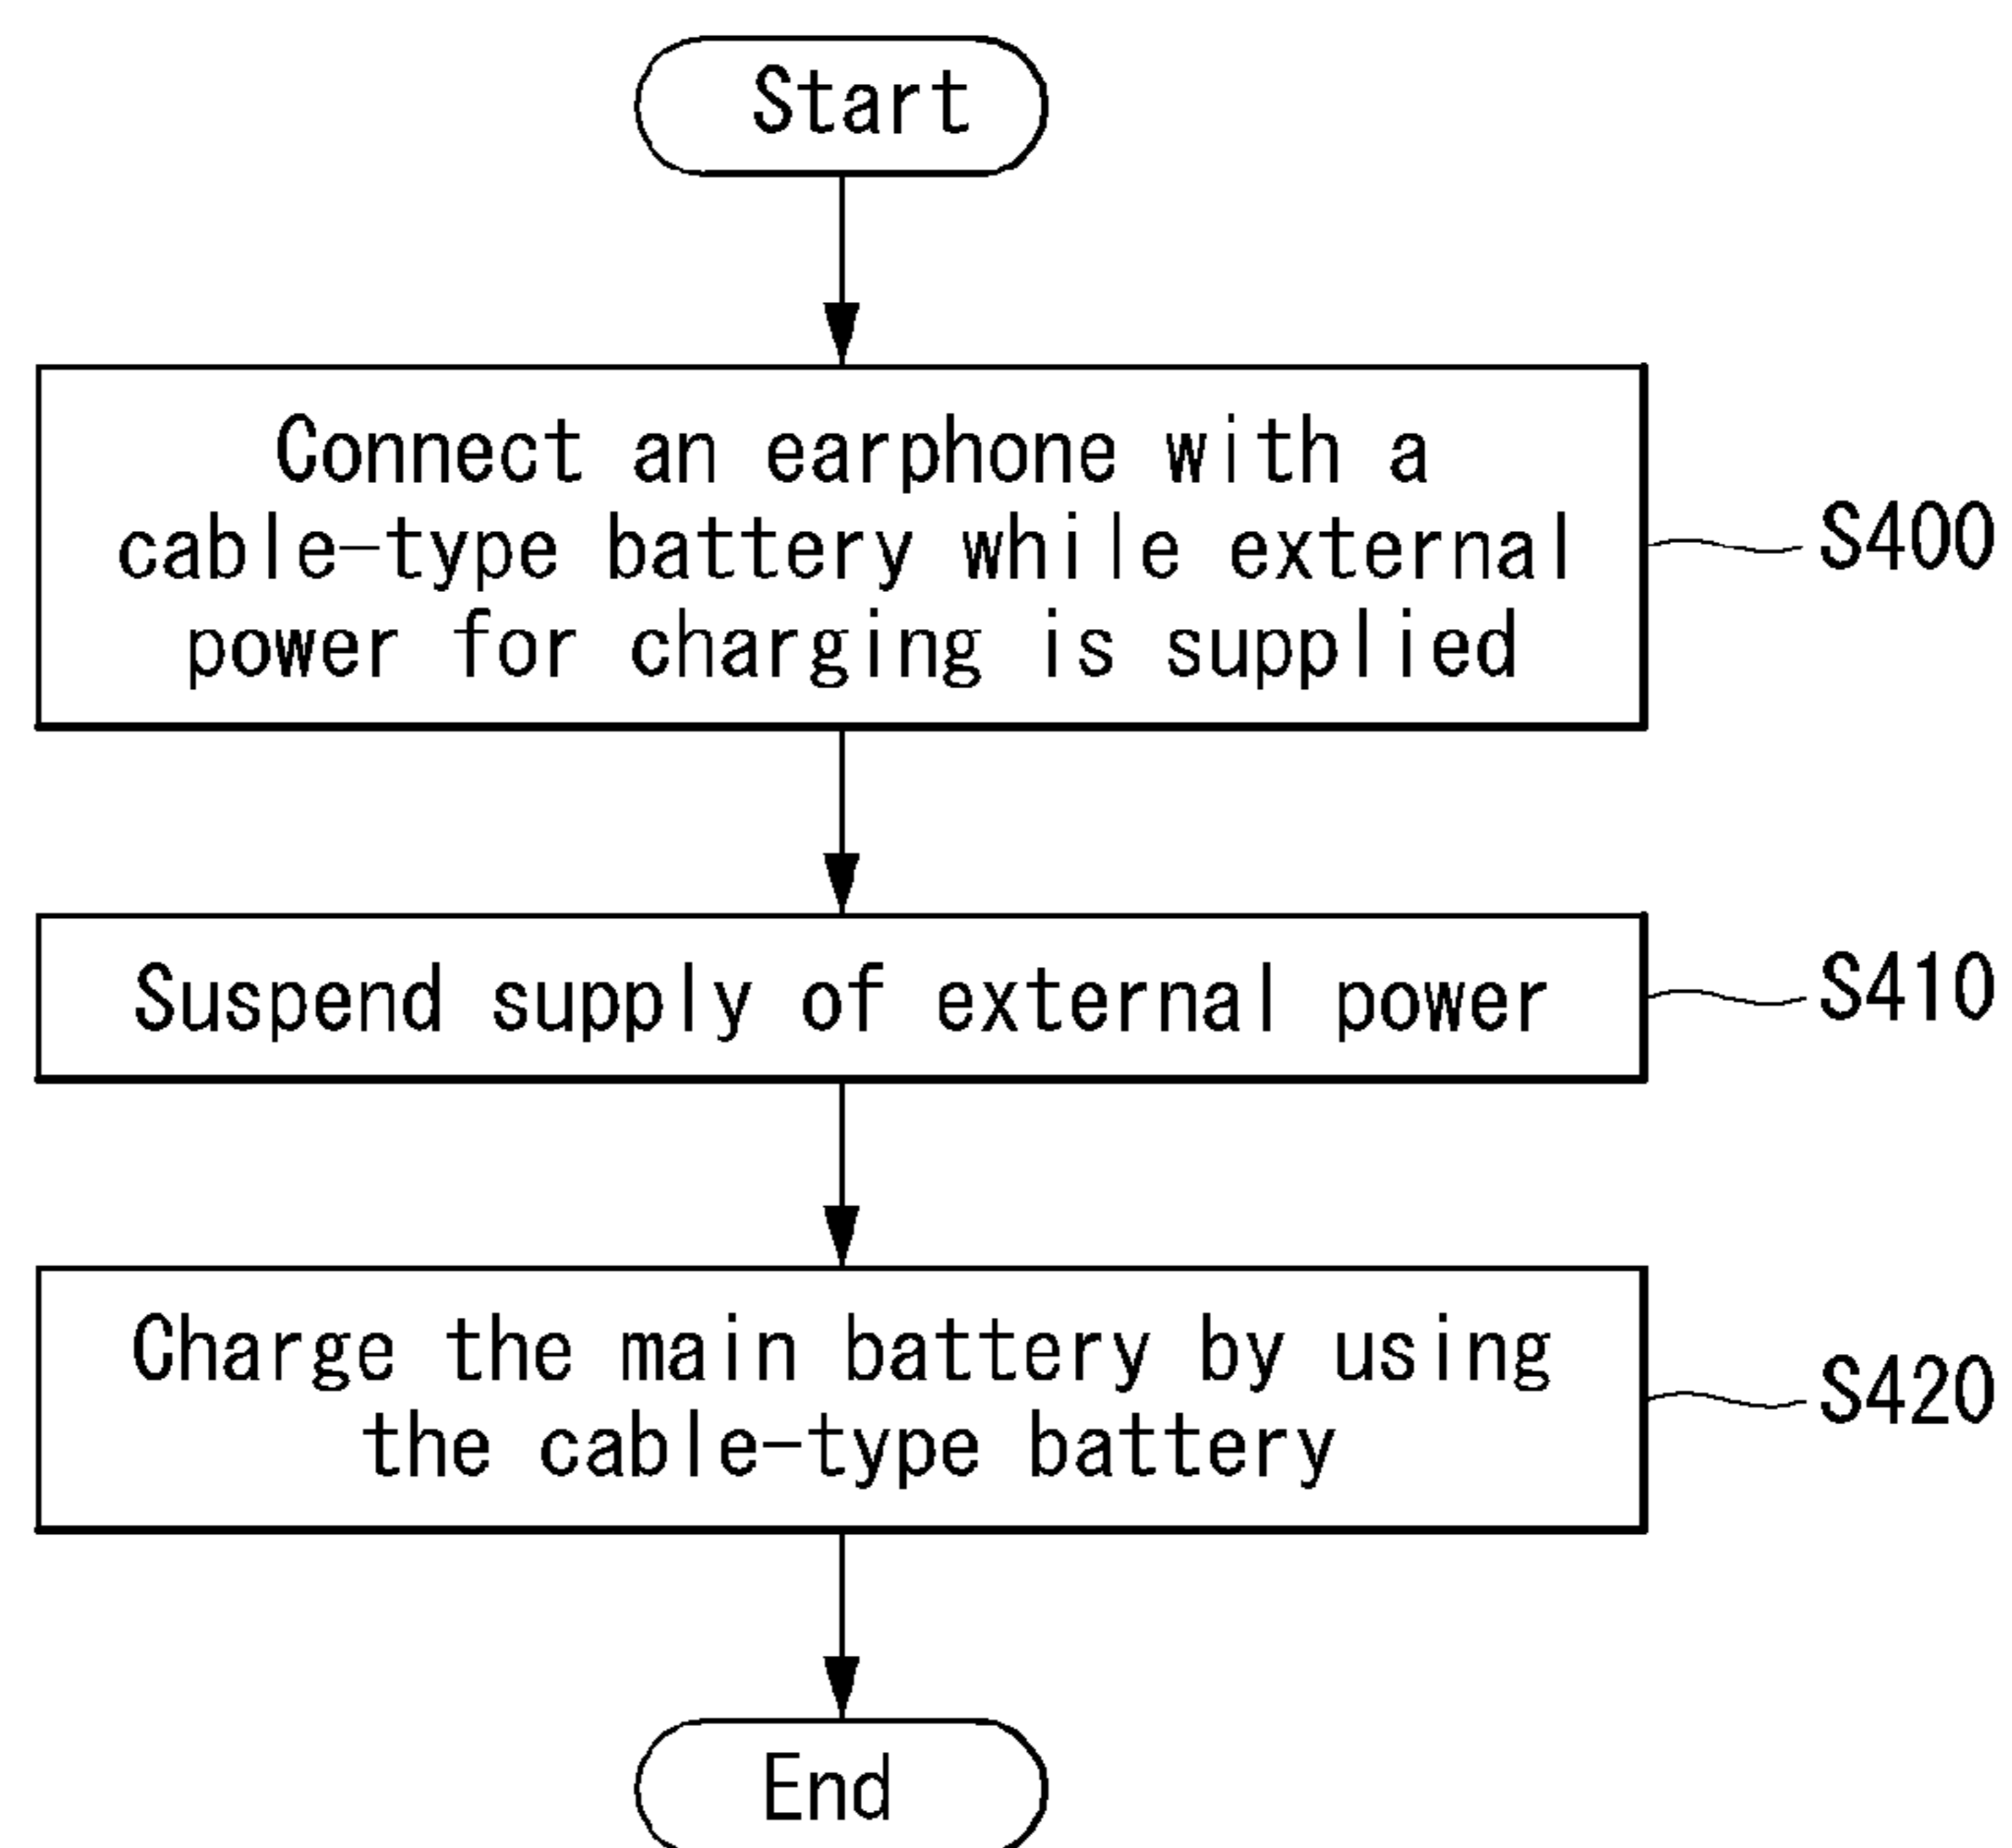 Start
Connect an earphone with a
cable-type battery while external
power for charging is supplied
S400
Suspend supply of external power
S410
Charge the main battery by using
the cable-type battery
S420
End